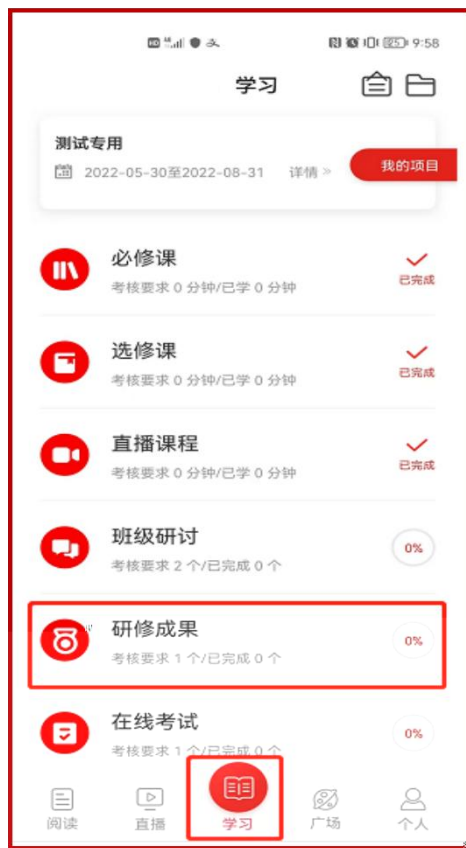 HD 4G 9:58
学习
测试专用
2022-05-30至2022-08-31 详情 »
我的项目
必修课
考核要求 0 分钟/已学 0 分钟
已完成
选修课
考核要求 0 分钟/已学 0 分钟
已完成
直播课程
考核要求 0 分钟/已学 0 分钟
已完成
班级研讨
考核要求 2 个/已完成 0 个
0%
研修成果
考核要求 1 个/已完成 0 个
0%
在线考试
考核要求 1 个/已完成 0 个
0%
阅读 直播 学习 广场 个人